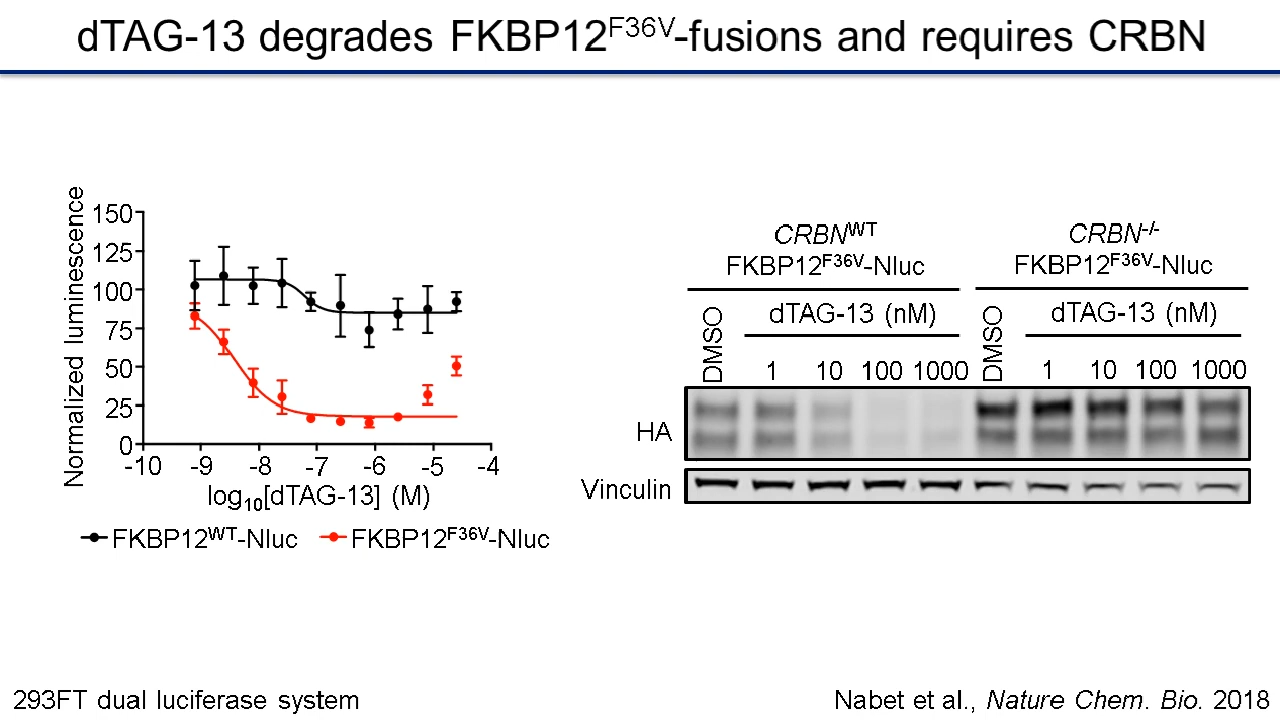 dTAG-13 degrades FKBP12F36V-fusions and requires CRBN
Normalized luminescence
150
125
100
75
50
25
0
-10 -9 -8 -7 -6 -5 -4
log10[dTAG-13] (M)
FKBP12WT-Nluc FKBP12F36V-Nluc
CRBNWT
FKBP12F36V-Nluc
DMSO
dTAG-13 (nM)
1 10 100 1000
CRBN-/-
FKBP12F36V-Nluc
DMSO
dTAG-13 (nM)
1 10 100 1000
HA
Vinculin
293FT dual luciferase system
Nabet et al., Nature Chem. Bio. 2018